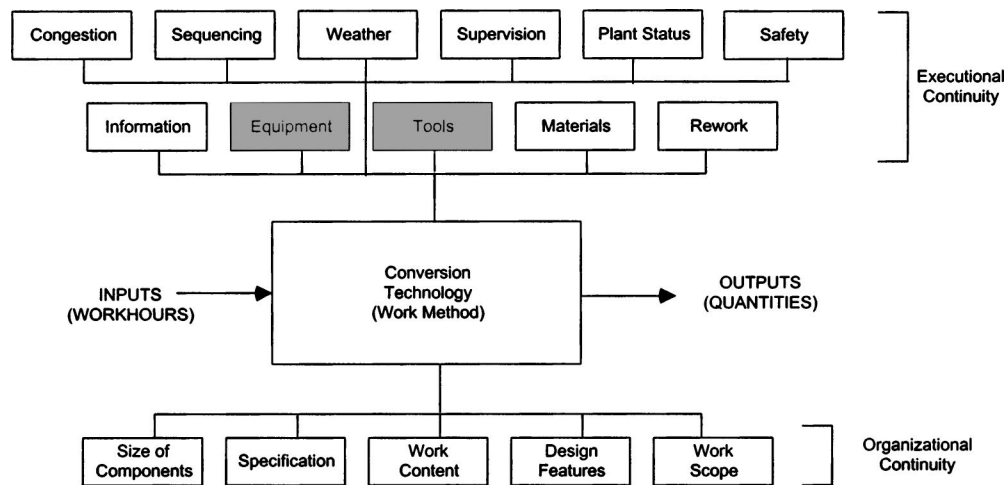 Congestion
Sequencing
Weather
Supervision
Plant Status
Safety
Executional
Continuity
Information
Equipment
Tools
Materials
Rework
Conversion
Technology
(Work Method)
INPUTS
(WORKHOURS)
OUTPUTS
(QUANTITIES)
Size of
Components
Specification
Work
Content
Design
Features
Work
Scope
Organizational
Continuity